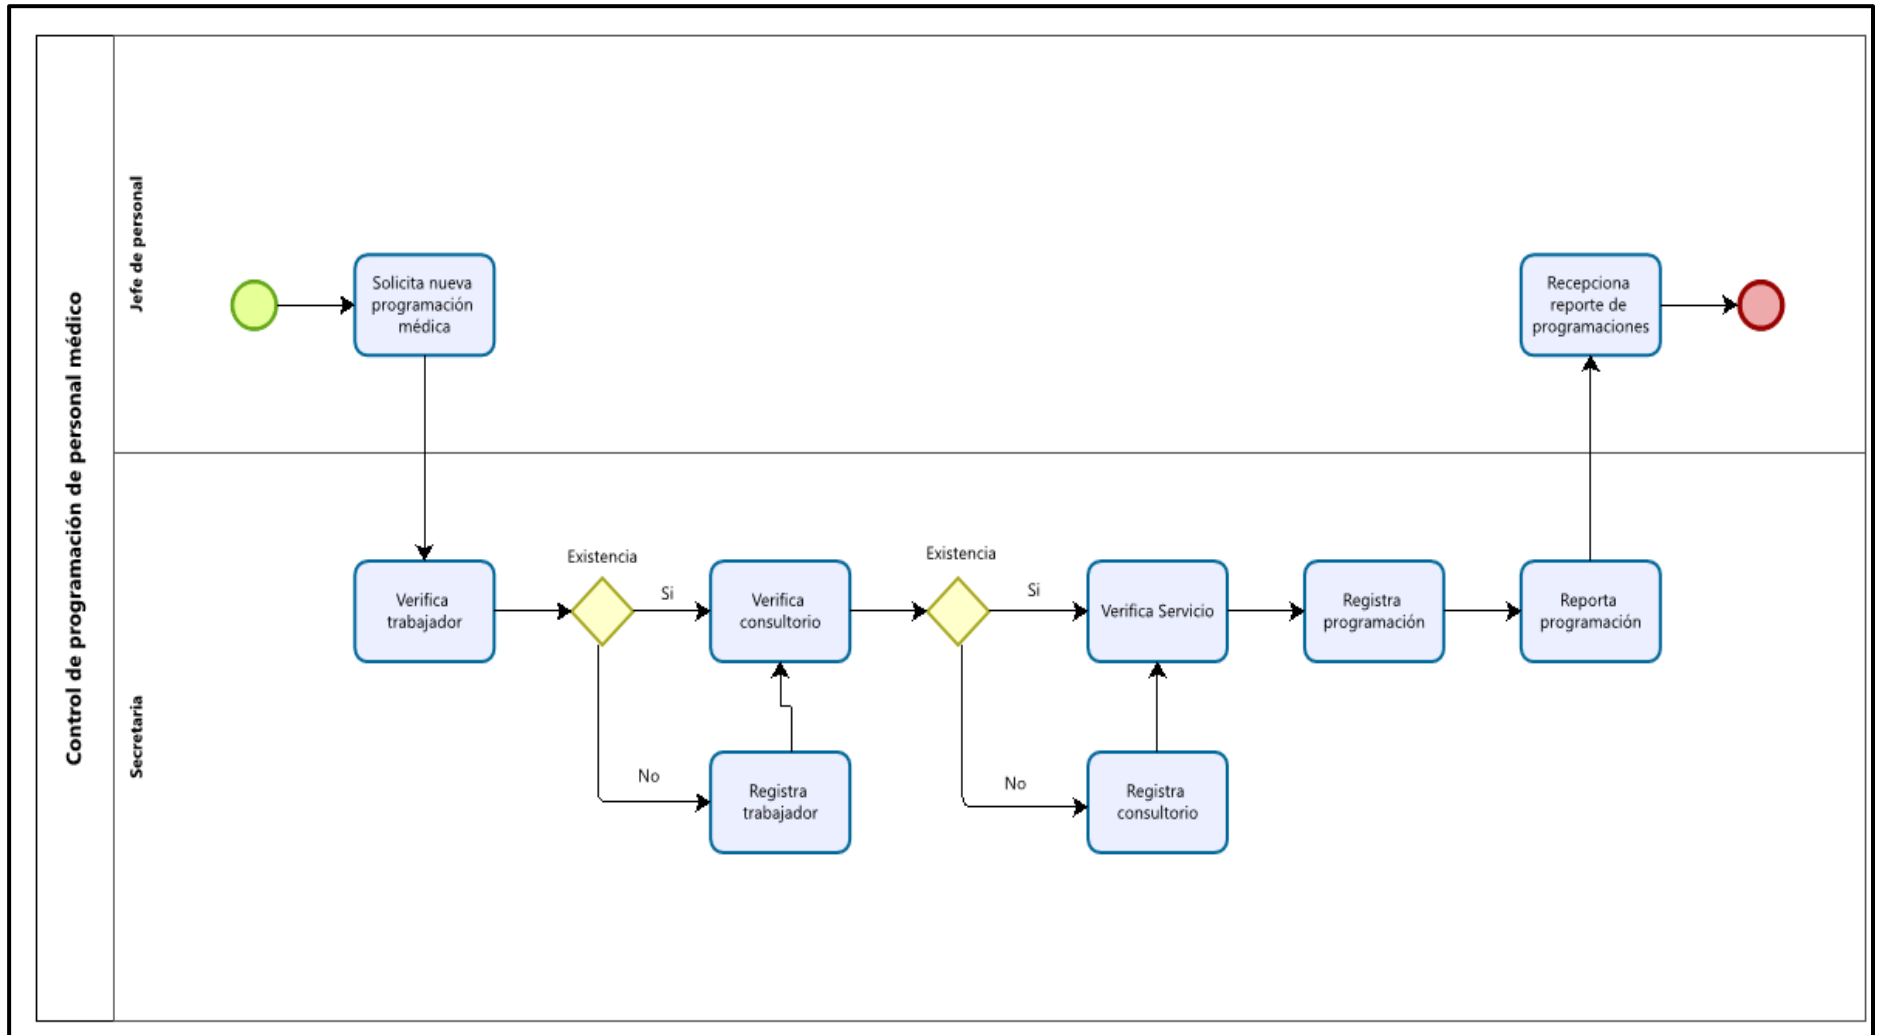 Control de programación de personal médico
Jefe de personal
Solicita nueva
programación
médica
Recepciona
reporte de
programaciones
Secretaria
Verifica
trabajador
Existencia
Si
No
Verifica
consultorio
Registra
trabajador
Existencia
Si
No
Verifica Servicio
Registra
consultorio
Registra
programación
Reporta
programación